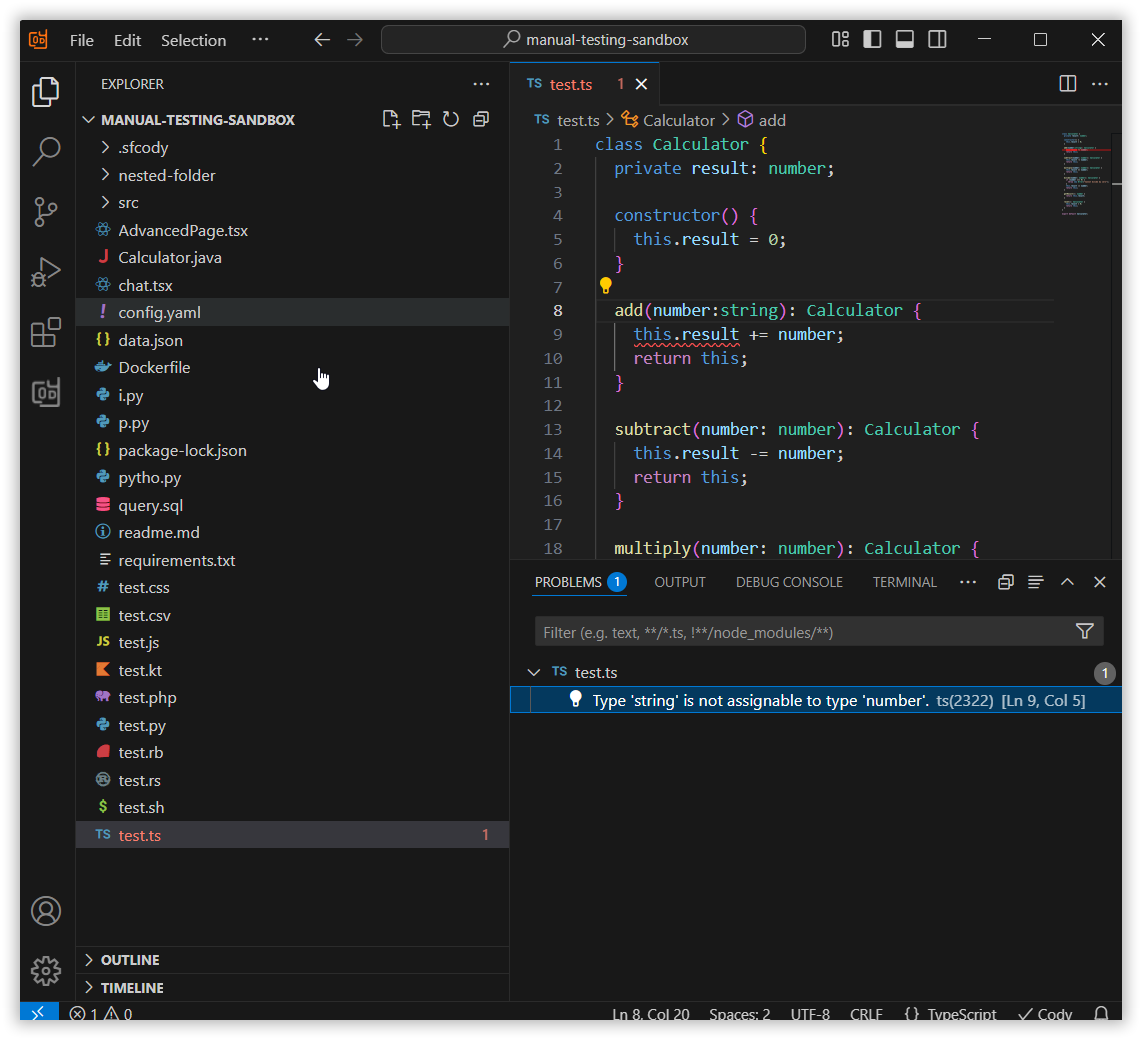 File Edit Selection ··· manual-testing-sandbox
EXPLORER
MANUAL-TESTING-SANDBOX
.sfcody
nested-folder
src
AdvancedPage.tsx
Calculator.java
chat.tsx
config.yaml
data.json
Dockerfile
i.py
p.py
package-lock.json
pytho.py
query.sql
readme.md
requirements.txt
test.css
test.csv
test.js
test.kt
test.php
test.py
test.rb
test.rs
test.sh
TS test.ts 1
OUTLINE
TIMELINE
TS test.ts 1
TS test.ts > Calculator > add
1 class Calculator {
2 private result: number;
3
4 constructor() {
5 this.result = 0;
6 }
7
8 add(number:string): Calculator {
9 this.result += number;
10 return this;
11 }
12
13 subtract(number: number): Calculator {
14 this.result -= number;
15 return this;
16 }
17
18 multiply(number: number): Calculator {
PROBLEMS 1 OUTPUT DEBUG CONSOLE TERMINAL ···
Filter (e.g. text, **/*.ts, !**/node_modules/**)
TS test.ts 1
Type 'string' is not assignable to type 'number'. ts(2322) [Ln 9, Col 5]
1 0 Ln 8, Col 20 Spaces: 2 UTF-8 CRLF {} TypeScript Cody